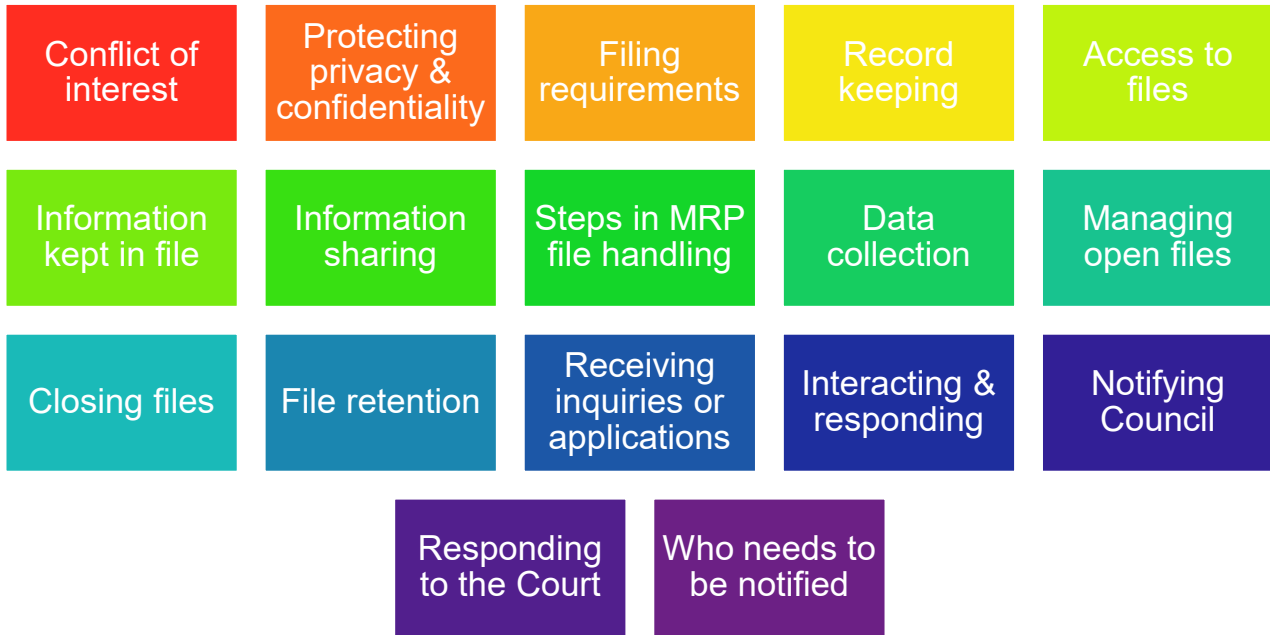 Conflict of
interest
Protecting
privacy &
confidentiality
Filing
requirements
Record
keeping
Access to
files
Information
kept in file
Information
sharing
Steps in MRP
file handling
Data
collection
Managing
open files
Closing files
File retention
Receiving
inquiries or
applications
Interacting &
responding
Notifying
Council
Responding
to the Court
Who needs to
be notified